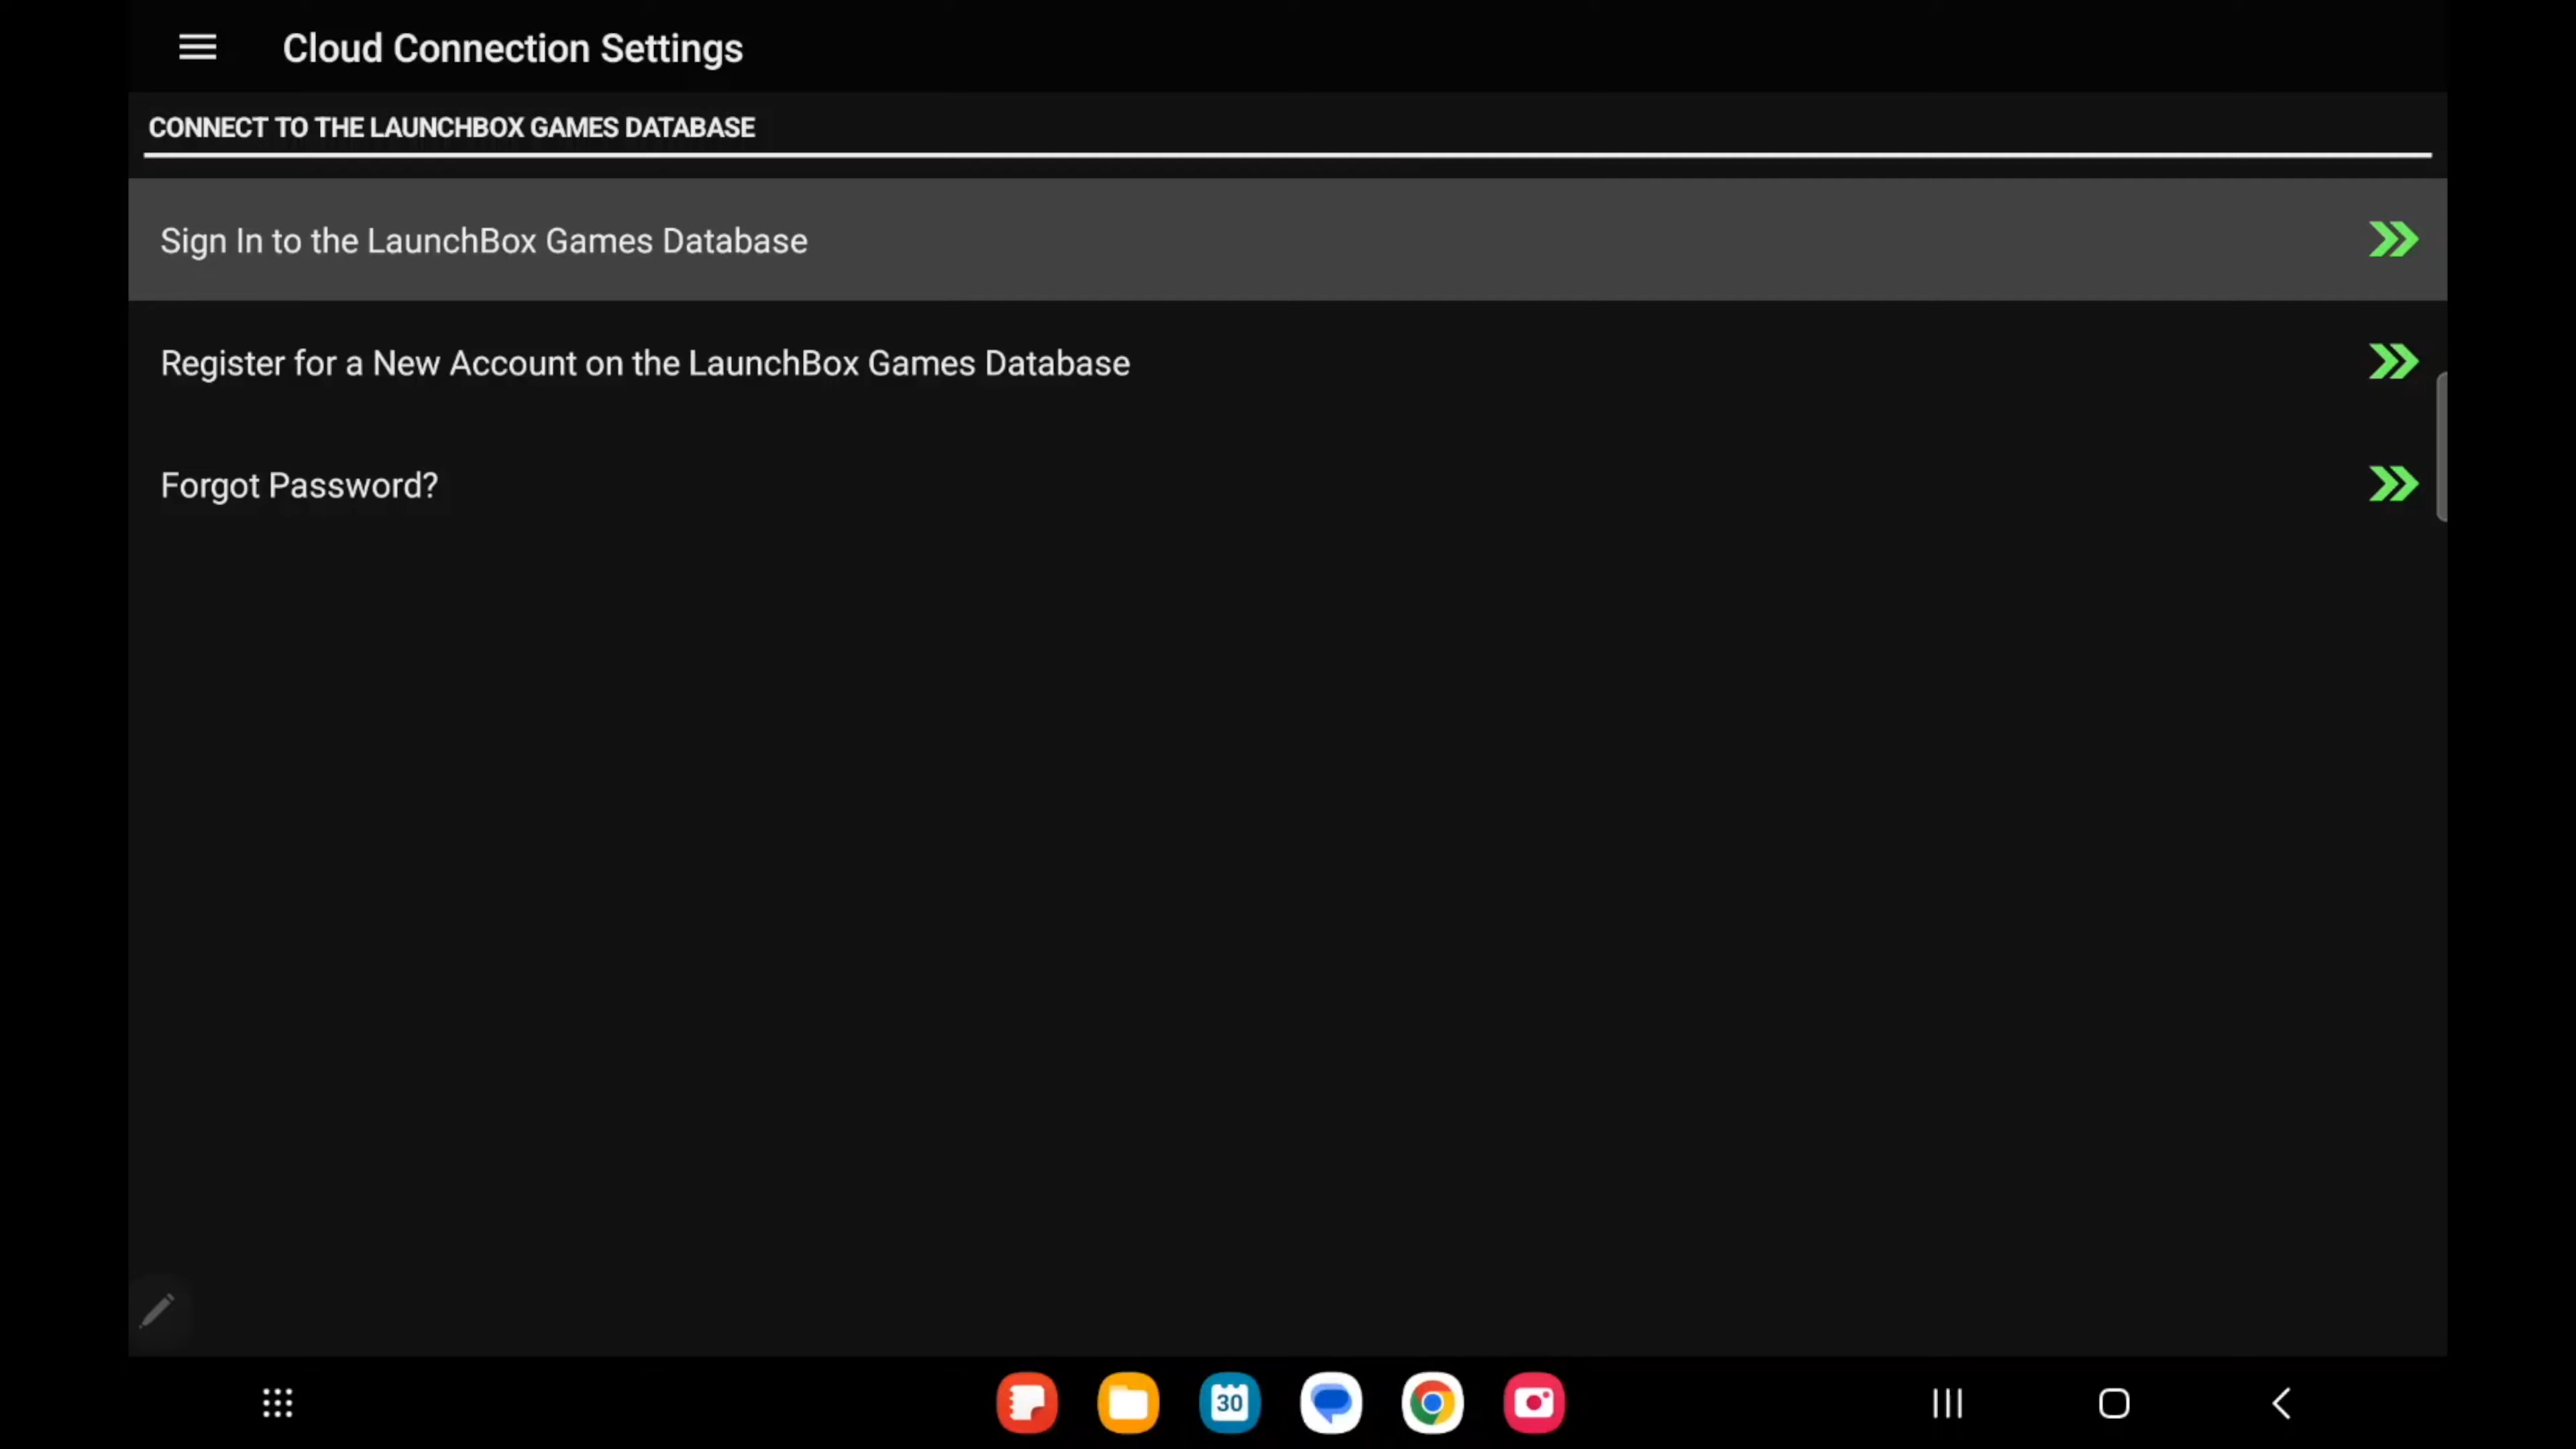 Cloud Connection Settings
CONNECT TO THE LAUNCHBOX GAMES DATABASE
Sign In to the LaunchBox Games Database
Register for a New Account on the LaunchBox Games Database
Forgot Password?
30